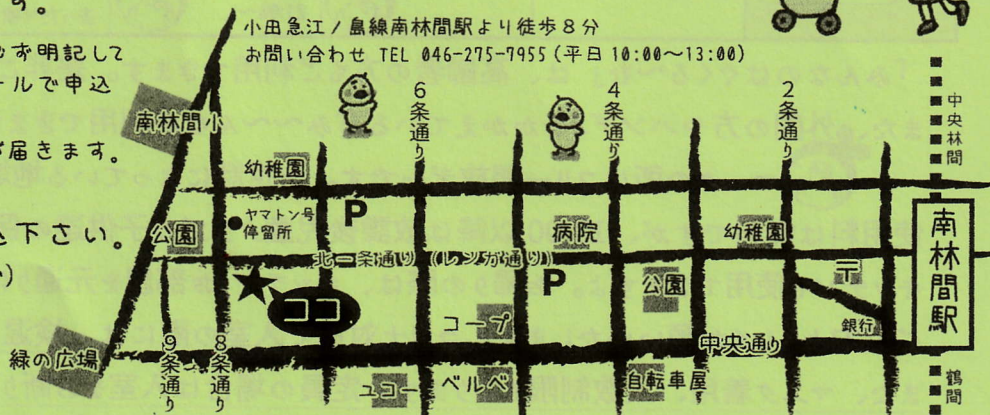 す。
ず明記して
ールで申込
が届きます。
下さい。
小田急江ノ島線南林間駅より徒歩8分
お問い合わせ TEL 046-275-7955(平日 10:00〜13:00)
南林間小
6条通り
4条通り
2条通り
中央林間
幼稚園
P
ヤマトン号
停留所
公園
病院
幼稚園
南林間駅
北一条通り(レンガ通り)
P
公園
〒
ココ
コープ
銀行
中央通り
緑の広場
9条通り
8条通り
ユコー
ベルベ
自転車屋
鶴間